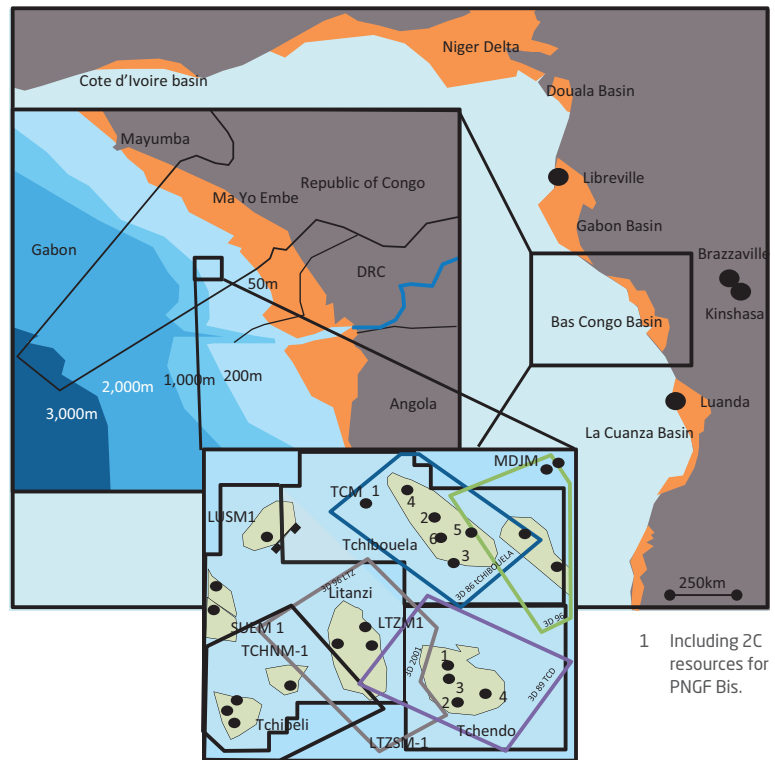 Niger Delta
Cote d'Ivoire basin
Douala Basin
Mayumba
Libreville
Republic of Congo
Ma Yo Embe
Gabon Basin
Gabon
Brazzaville
DRC
50m
Kinshasa
Bas Congo Basin
1,000m
200m
2,000m
3,000m
Angola
Luanda
La Cuanza Basin
MDJM
TCM 1
4
LUSM1
2
5
6
Tchibouela
3
3D 86 tCHIBOUELA
3D 96 LTZ
250km
Litanzi
3D 96
SUEM 1
LTZM1
1 Including 2C
resources for
PNGF Bis.
TCHNM-1
3D 2001
1
3D 89 TCD
3
4
2
Tchibeli
Tchendo
LTZSM-1